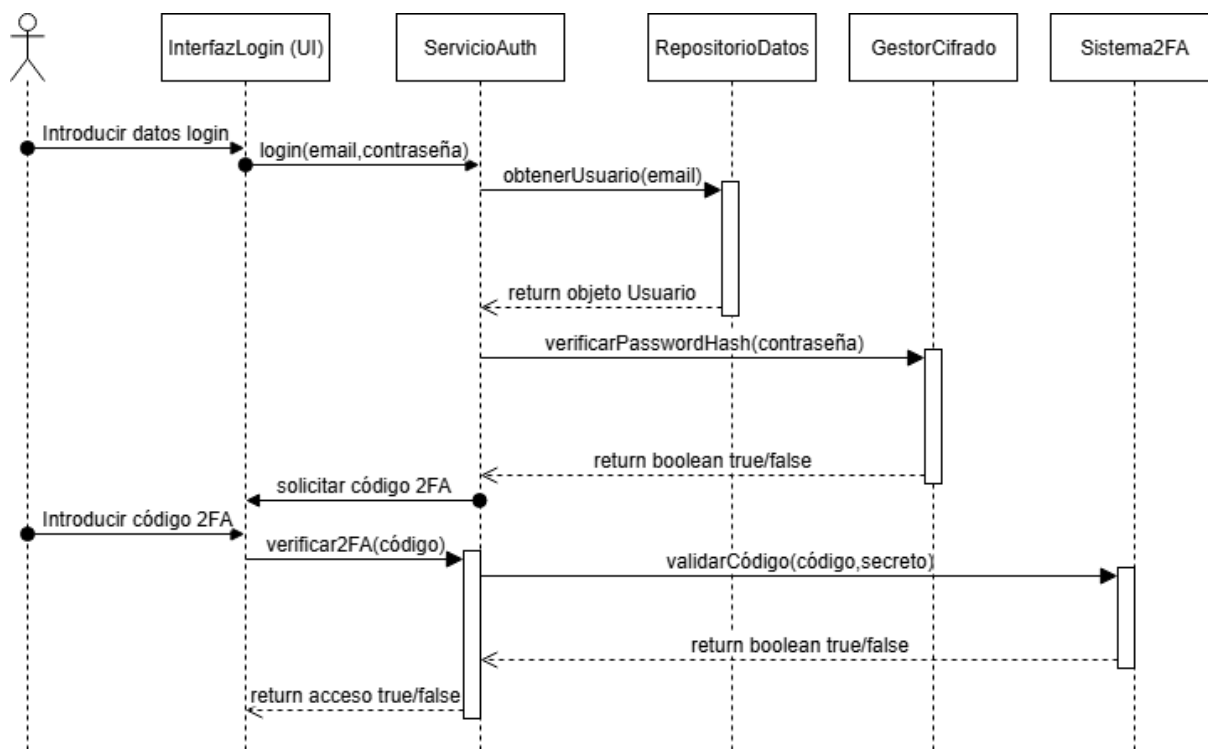 InterfazLogin (UI)
ServicioAuth
RepositorioDatos
GestorCifrado
Sistema2FA
Introducir datos login
login(email,contraseña)
obtenerUsuario(email)
return objeto Usuario
verificarPasswordHash(contraseña)
return boolean true/false
solicitar código 2FA
Introducir código 2FA
verificar2FA(código)
validarCódigo(código,secreto)
return boolean true/false
return acceso true/false